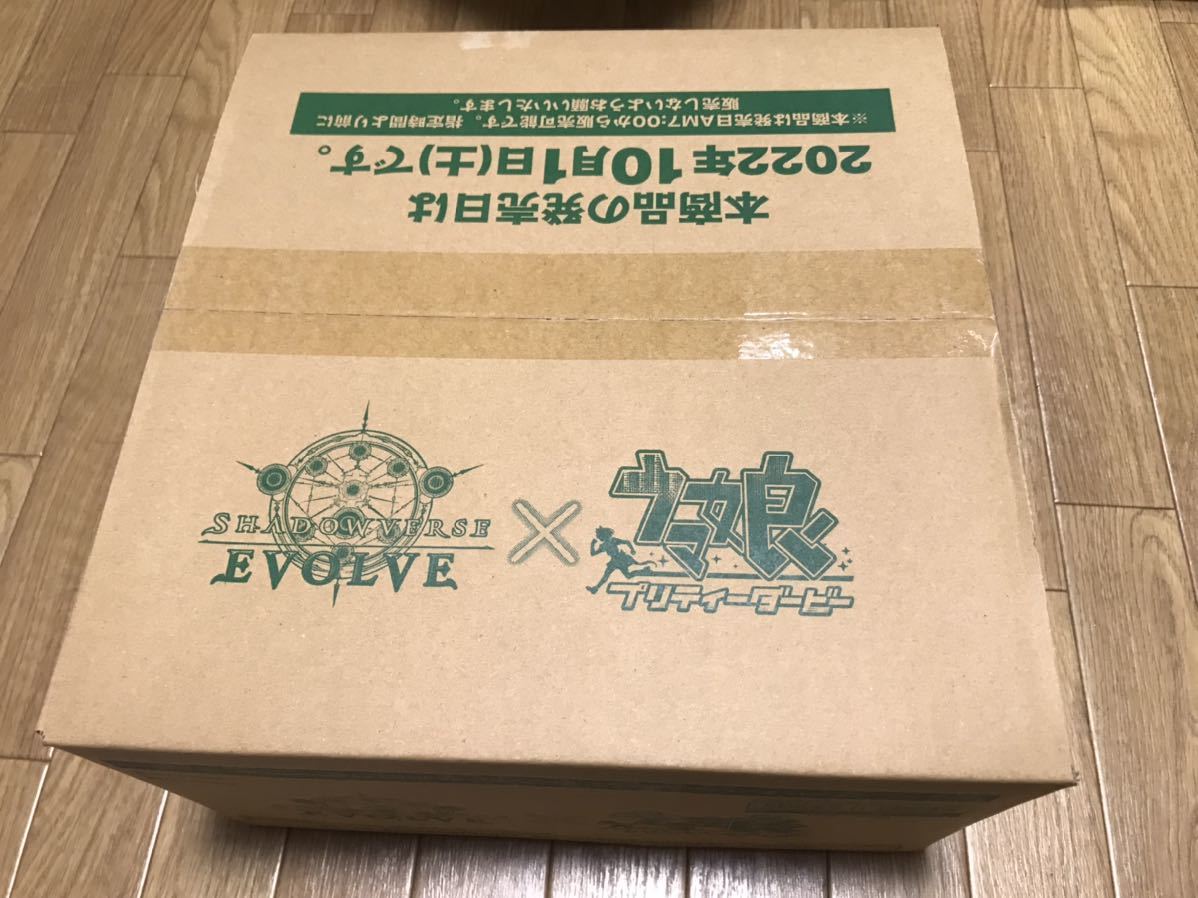 本商品の発売日は
2022年10月1日(土)です。
※本商品は発売日AM7:00から販売可能です。指定時間より前に
販売しないようお願いいたします。
SHADOWVERSE
EVOLVE
×
ウマ娘
プリティーダービー